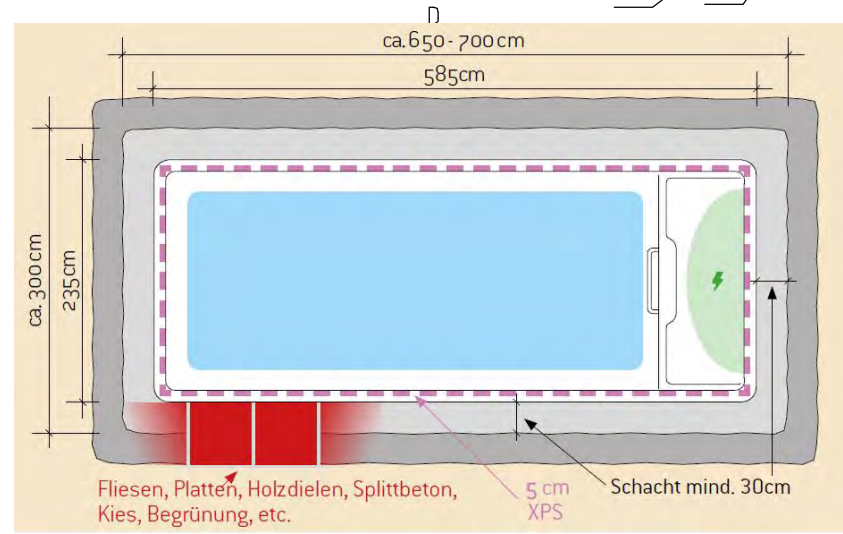 ca. 650 - 700 cm
585cm
ca. 300 cm
235cm
Fliesen, Platten, Holzdielen, Splittbeton,
Kies, Begrünung, etc.
5 cm
XPS
Schacht mind. 30cm